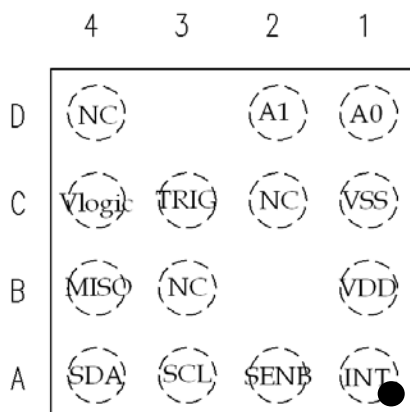 4 3 2 1
D NC A1 A0
C Vlogic TRIG NC VSS
B MISO NC VDD
A SDA SCL SENB INT